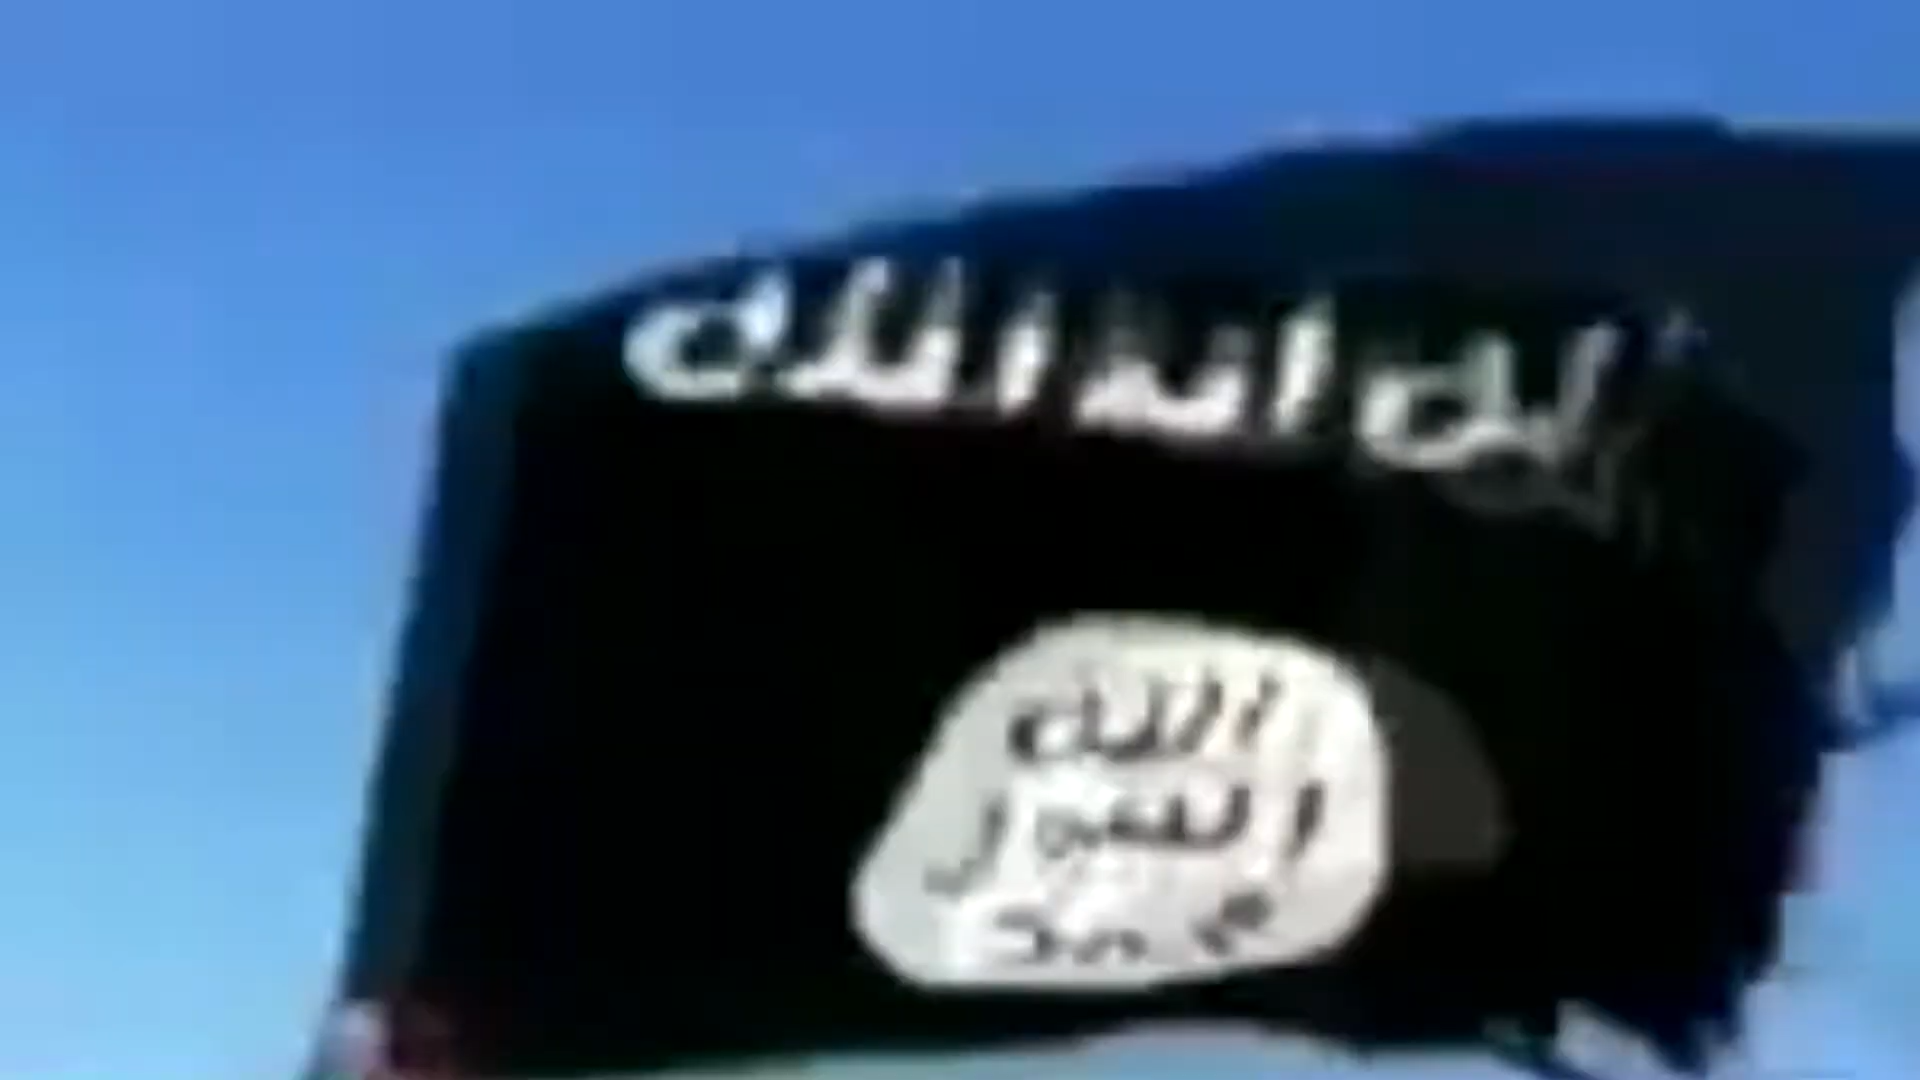 لا اله الا الله
الله
رسول
محمد